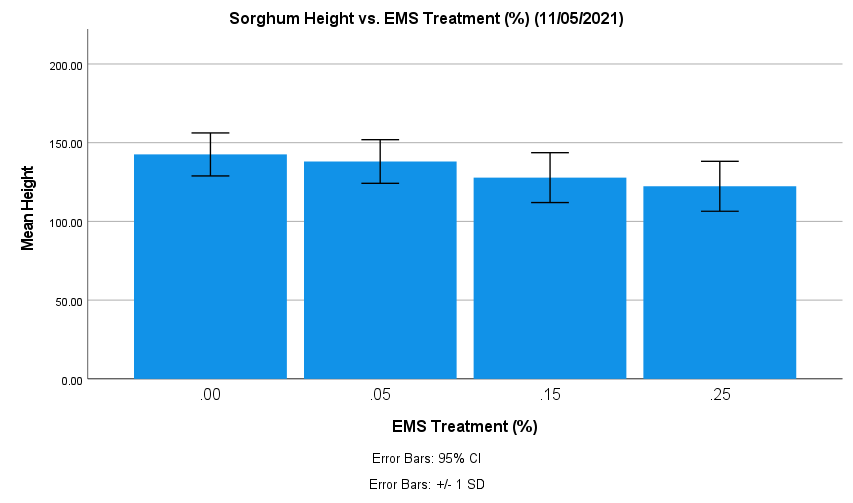 Sorghum Height vs. EMS Treatment (%) (11/05/2021)
200.00
150.00
100.00
50.00
0.00
Mean Height
.00 .05 .15 .25
EMS Treatment (%)
Error Bars: 95% CI
Error Bars: +/- 1 SD